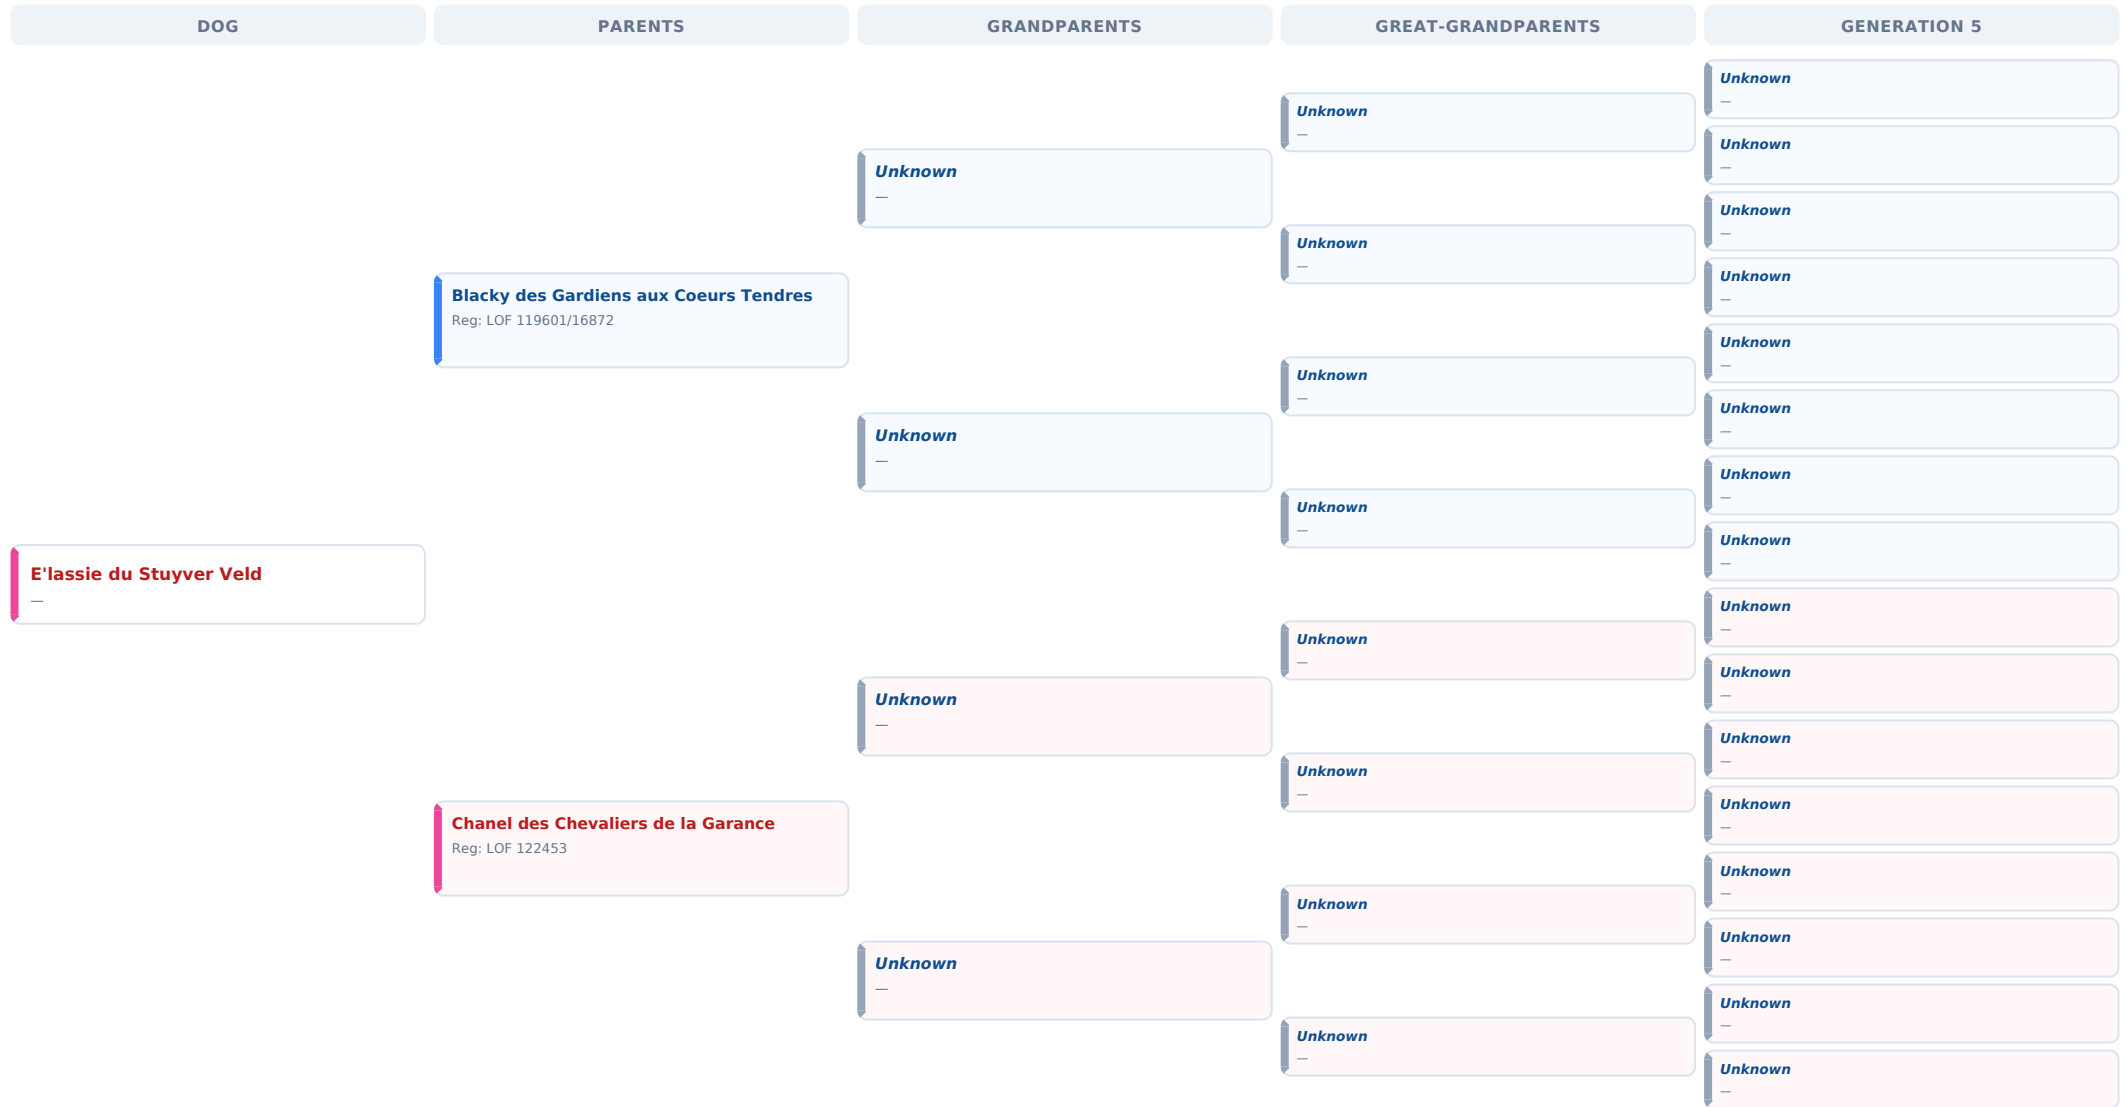 DOG
PARENTS
GRANDPARENTS
GREAT-GRANDPARENTS
GENERATION 5
E'lassie du Stuyver Veld
—
Blacky des Gardiens aux Coeurs Tendres
Reg: LOF 119601/16872
Chanel des Chevaliers de la Garance
Reg: LOF 122453
Unknown
—
Unknown
—
Unknown
—
Unknown
—
Unknown
—
Unknown
—
Unknown
—
Unknown
—
Unknown
—
Unknown
—
Unknown
—
Unknown
—
Unknown
—
Unknown
—
Unknown
—
Unknown
—
Unknown
—
Unknown
—
Unknown
—
Unknown
—
Unknown
—
Unknown
—
Unknown
—
Unknown
—
Unknown
—
Unknown
—
Unknown
—
Unknown
—